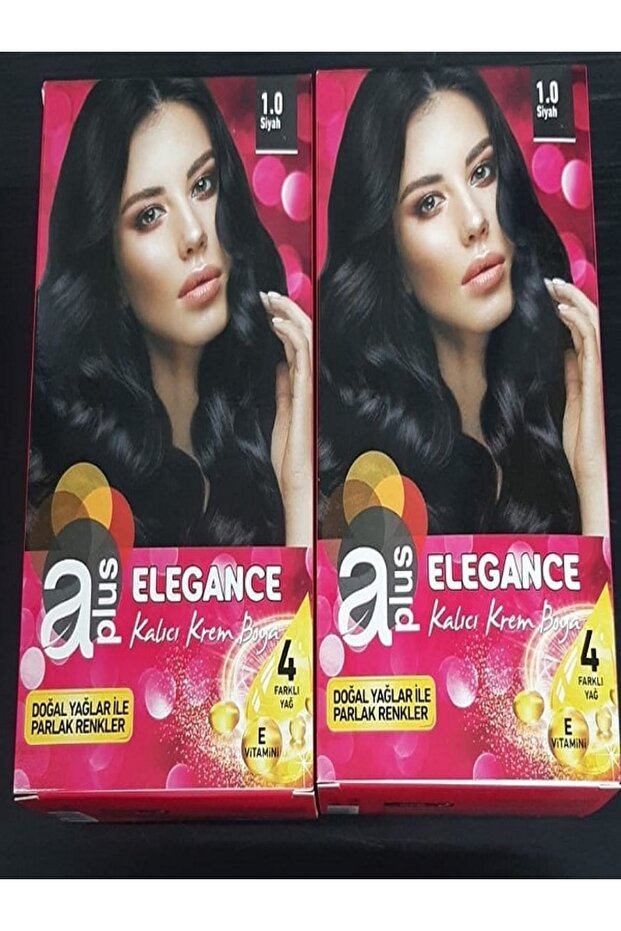 1.0
Siyah
a
plus
ELEGANCE
Kalıcı Krem Boya
4
FARKLI
YAĞ
DOĞAL YAĞLAR İLE
PARLAK RENKLER
E
VİTAMİNİ
1.0
Siyah
a
plus
ELEGANCE
Kalıcı Krem Boya
4
FARKLI
YAĞ
DOĞAL YAĞLAR İLE
PARLAK RENKLER
E
VİTAMİNİ